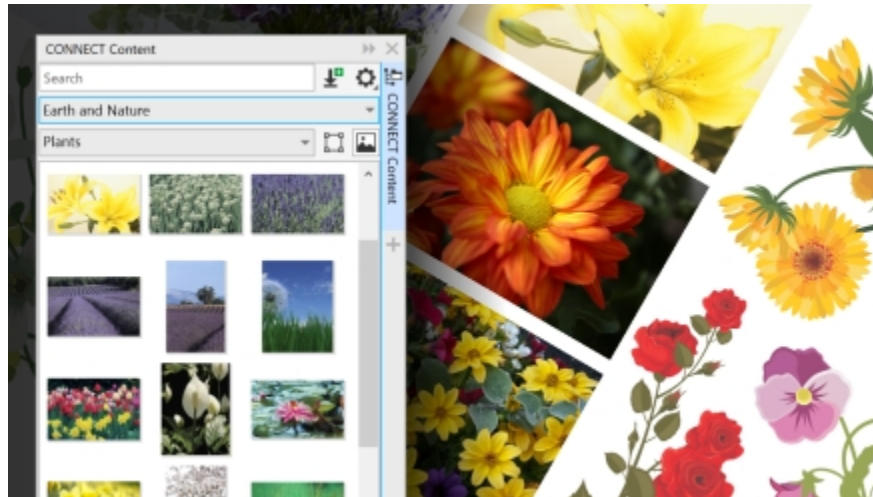 CONNECT Content
Search
Earth and Nature
Plants
CONNECT Content